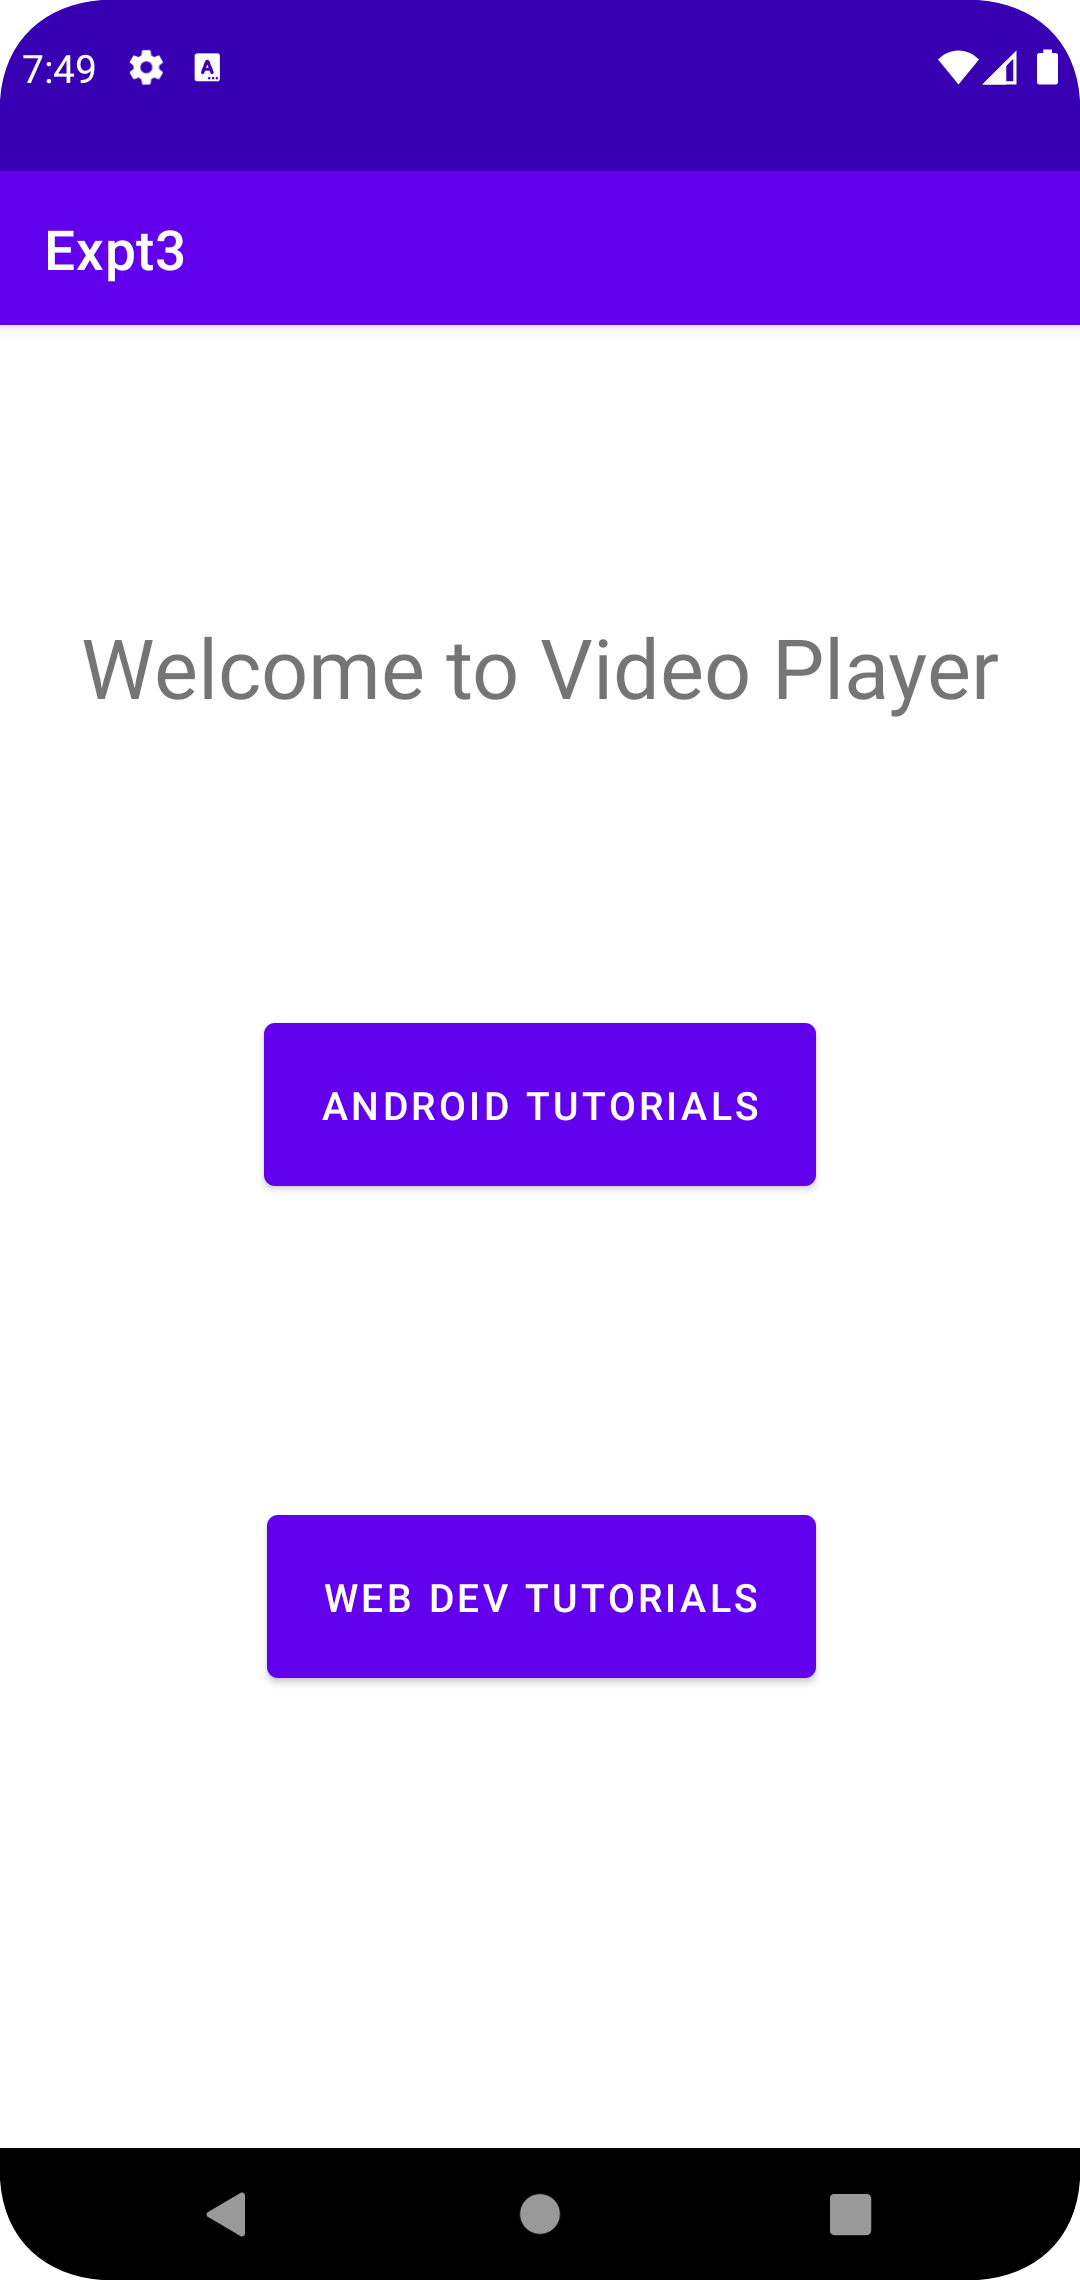 7:49
Expt3
Welcome to Video Player
ANDROID TUTORIALS
WEB DEV TUTORIALS